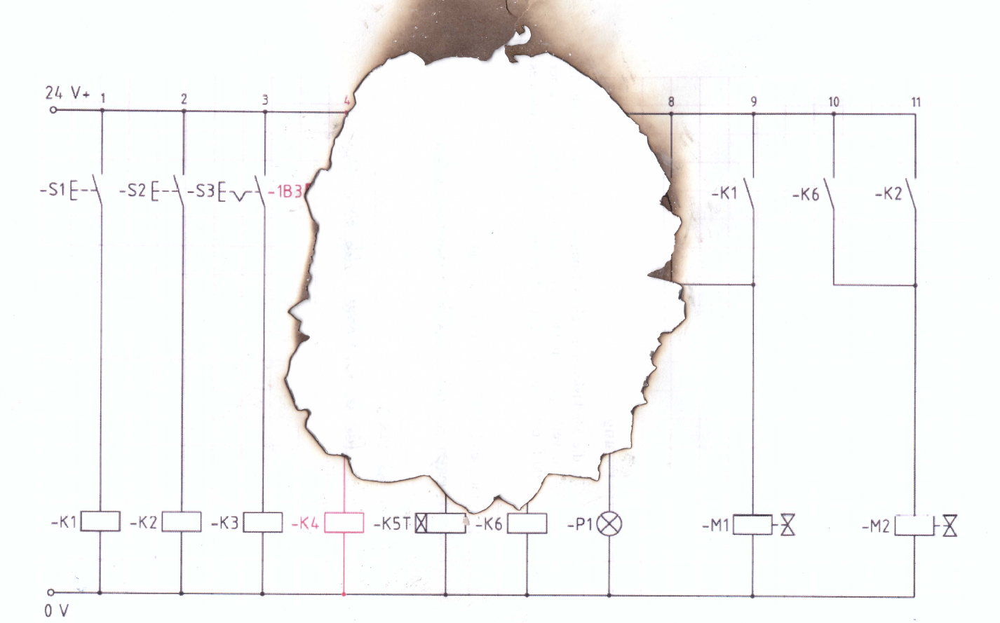 24 V+ 1 2 3 4 8 9 10 11
-S1 -S2 -S3 -1B3 -K1 -K6 -K2
-K1 -K2 -K3 -K4 -K5T -K6 -P1 -M1 -M2
0 V